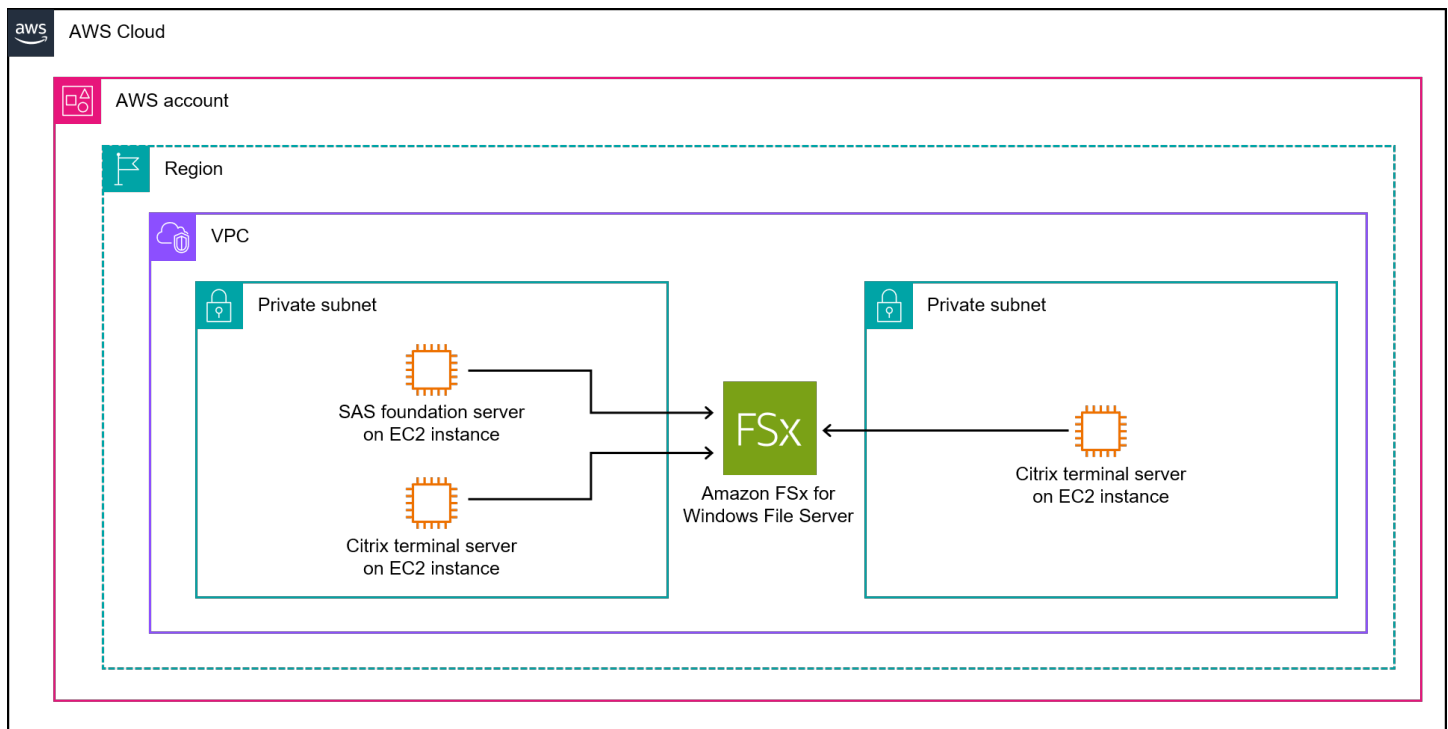 aws
AWS Cloud
AWS account
Region
VPC
Private subnet
SAS foundation server
on EC2 instance
Citrix terminal server
on EC2 instance
FSx
Amazon FSx for
Windows File Server
Private subnet
Citrix terminal server
on EC2 instance